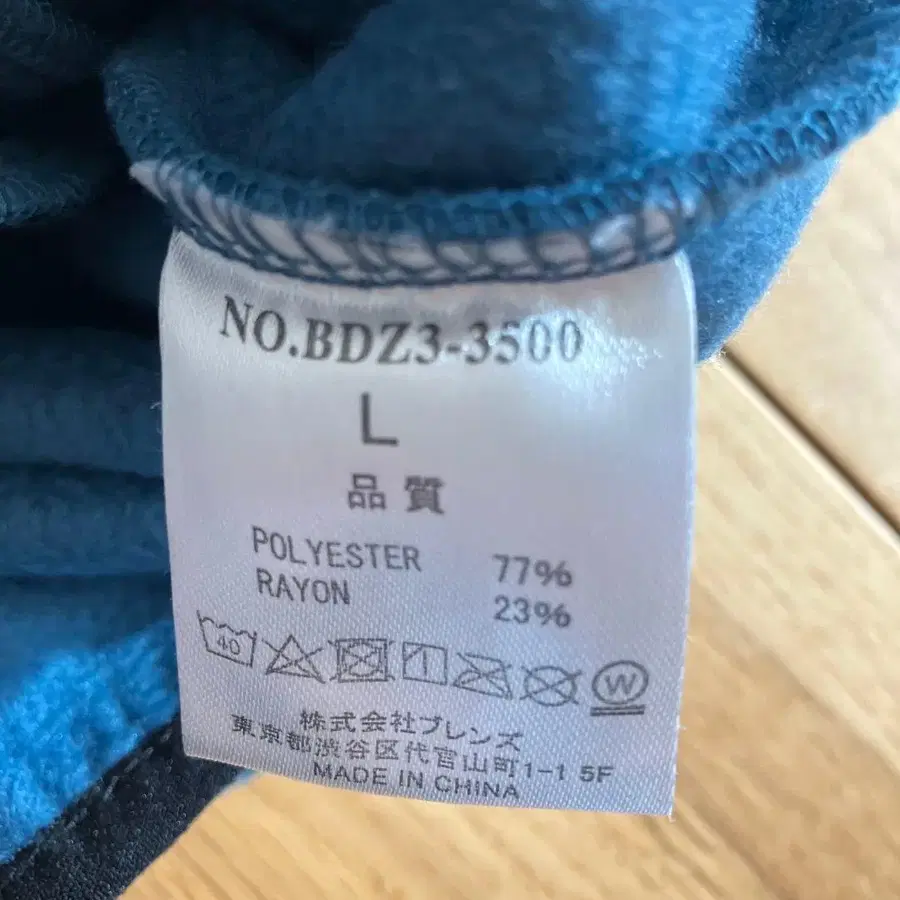 NO.BDZ3-3500
L
品質
POLYESTER 77%
RAYON 23%
40 W
株式会社ブレンズ
東京都渋谷区代官山町1-1 5F
MADE IN CHINA